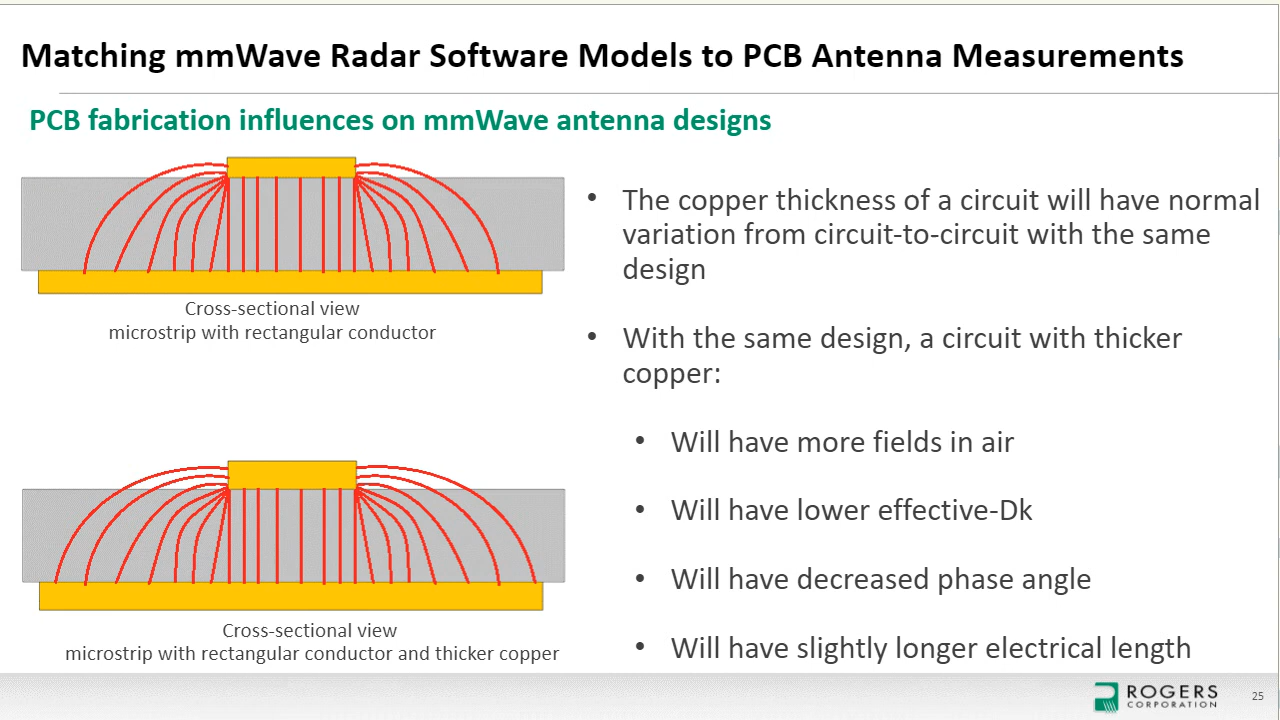 Matching mmWave Radar Software Models to PCB Antenna Measurements
PCB fabrication influences on mmWave antenna designs
Cross-sectional view
microstrip with rectangular conductor
Cross-sectional view
microstrip with rectangular conductor and thicker copper
• The copper thickness of a circuit will have normal
variation from circuit-to-circuit with the same
design
• With the same design, a circuit with thicker
copper:
• Will have more fields in air
• Will have lower effective-Dk
• Will have decreased phase angle
• Will have slightly longer electrical length
ROGERS
CORPORATION
25